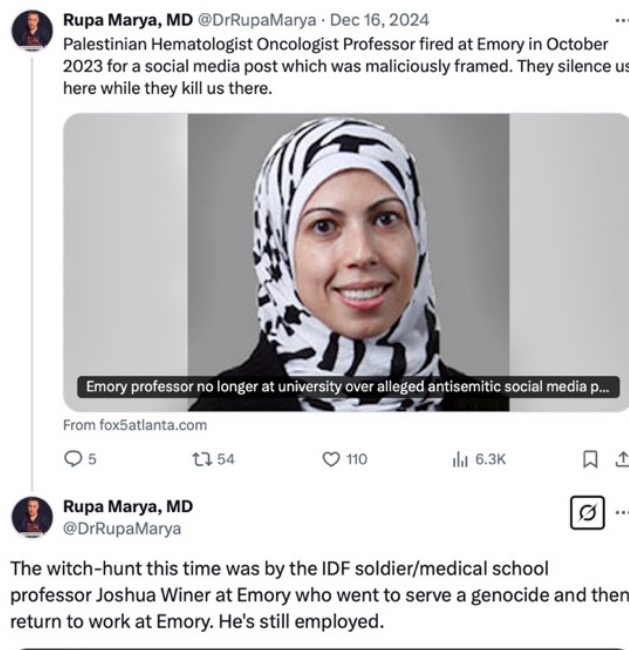 Rupa Marya, MD @DrRupaMarya · Dec 16, 2024
Palestinian Hematologist Oncologist Professor fired at Emory in October
2023 for a social media post which was maliciously framed. They silence us
here while they kill us there.
Emory professor no longer at university over alleged antisemitic social media p...
From fox5atlanta.com
5 54 110 6.3K
Rupa Marya, MD
@DrRupaMarya
The witch-hunt this time was by the IDF soldier/medical school
professor Joshua Winer at Emory who went to serve a genocide and then
return to work at Emory. He's still employed.